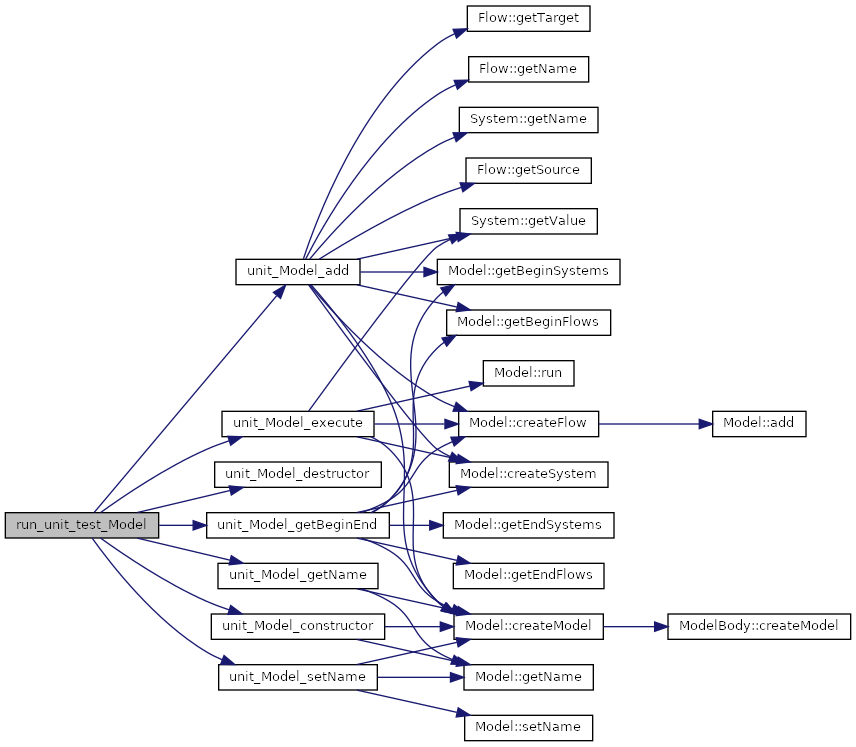 Flow::getTarget
Flow::getName
System::getName
Flow::getSource
System::getValue
unit_Model_add
Model::getBeginSystems
Model::getBeginFlows
Model::run
unit_Model_execute
Model::createFlow
Model::add
unit_Model_destructor
Model::createSystem
run_unit_test_Model
unit_Model_getBeginEnd
Model::getEndSystems
unit_Model_getName
Model::getEndFlows
unit_Model_constructor
Model::createModel
ModelBody::createModel
unit_Model_setName
Model::getName
Model::setName